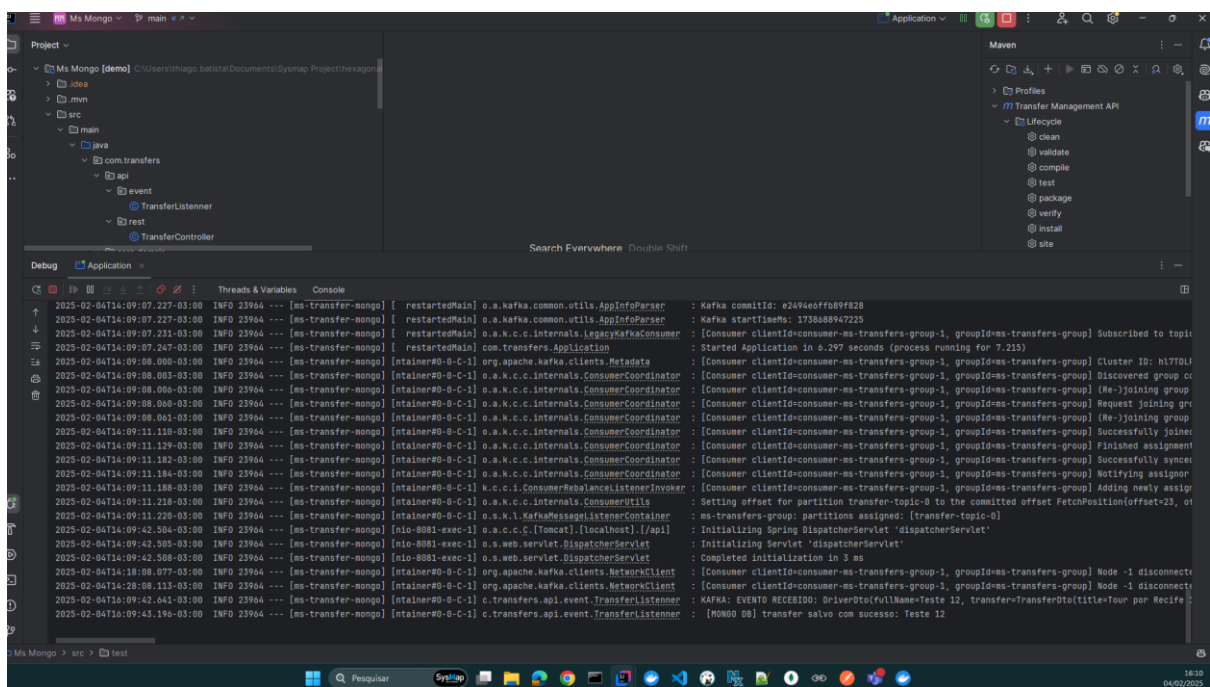 Ms Mongo main Application
Project
Maven
Ms Mongo [demo] C:\Users\thiago.batista\Documents\Sysmap Project\hexagonal
.idea
.mvn
src
main
java
com.transfers
api
event
TransferListenner
rest
TransferController
Profiles
Transfer Management API
Lifecycle
clean
validate
compile
test
package
verify
install
site
Search Everywhere Double Shift
Debug Application
Threads & Variables Console
2025-02-04T14:09:07.227-03:00 INFO 23964 --- [ms-transfer-mongo] [ restartedMain] o.a.kafka.common.utils.AppInfoParser : Kafka commitId: e2494e6ffb89f828
2025-02-04T14:09:07.227-03:00 INFO 23964 --- [ms-transfer-mongo] [ restartedMain] o.a.kafka.common.utils.AppInfoParser : Kafka startTimeMs: 1738688947225
2025-02-04T14:09:07.231-03:00 INFO 23964 --- [ms-transfer-mongo] [ restartedMain] o.a.k.c.c.internals.LegacyKafkaConsumer : [Consumer clientId=consumer-ms-transfers-group-1, groupId=ms-transfers-group] Subscribed to topic
2025-02-04T14:09:07.247-03:00 INFO 23964 --- [ms-transfer-mongo] [ restartedMain] com.transfers.Application : Started Application in 6.297 seconds (process running for 7.215)
2025-02-04T14:09:08.000-03:00 INFO 23964 --- [ms-transfer-mongo] [ntainer#0-0-C-1] org.apache.kafka.clients.Metadata : [Consumer clientId=consumer-ms-transfers-group-1, groupId=ms-transfers-group] Cluster ID:
2025-02-04T14:09:08.003-03:00 INFO 23964 --- [ms-transfer-mongo] [ntainer#0-0-C-1] o.a.k.c.c.internals.ConsumerCoordinator : [Consumer clientId=consumer-ms-transfers-group-1, groupId=ms-transfers-group] Discovered group co
2025-02-04T14:09:08.006-03:00 INFO 23964 --- [ms-transfer-mongo] [ntainer#0-0-C-1] o.a.k.c.c.internals.ConsumerCoordinator : [Consumer clientId=consumer-ms-transfers-group-1, groupId=ms-transfers-group] (Re-)joining group
2025-02-04T14:09:08.060-03:00 INFO 23964 --- [ms-transfer-mongo] [ntainer#0-0-C-1] o.a.k.c.c.internals.ConsumerCoordinator : [Consumer clientId=consumer-ms-transfers-group-1, groupId=ms-transfers-group] Request joining gro
2025-02-04T14:09:08.061-03:00 INFO 23964 --- [ms-transfer-mongo] [ntainer#0-0-C-1] o.a.k.c.c.internals.ConsumerCoordinator : [Consumer clientId=consumer-ms-transfers-group-1, groupId=ms-transfers-group] (Re-)joining group
2025-02-04T14:09:11.110-03:00 INFO 23964 --- [ms-transfer-mongo] [ntainer#0-0-C-1] o.a.k.c.c.internals.ConsumerCoordinator : [Consumer clientId=consumer-ms-transfers-group-1, groupId=ms-transfers-group] Successfully joined
2025-02-04T14:09:11.129-03:00 INFO 23964 --- [ms-transfer-mongo] [ntainer#0-0-C-1] o.a.k.c.c.internals.ConsumerCoordinator : [Consumer clientId=consumer-ms-transfers-group-1, groupId=ms-transfers-group] Finished assignment
2025-02-04T14:09:11.182-03:00 INFO 23964 --- [ms-transfer-mongo] [ntainer#0-0-C-1] o.a.k.c.c.internals.ConsumerCoordinator : [Consumer clientId=consumer-ms-transfers-group-1, groupId=ms-transfers-group] Successfully synced
2025-02-04T14:09:11.184-03:00 INFO 23964 --- [ms-transfer-mongo] [ntainer#0-0-C-1] o.a.k.c.c.internals.ConsumerCoordinator : [Consumer clientId=consumer-ms-transfers-group-1, groupId=ms-transfers-group] Notifying assignor
2025-02-04T14:09:11.188-03:00 INFO 23964 --- [ms-transfer-mongo] [ntainer#0-0-C-1] k.c.c.i.ConsumerRebalanceListenerInvoker : [Consumer clientId=consumer-ms-transfers-group-1, groupId=ms-transfers-group] Adding newly assign
2025-02-04T14:09:11.218-03:00 INFO 23964 --- [ms-transfer-mongo] [ntainer#0-0-C-1] o.a.k.c.c.internals.ConsumerUtils : Setting offset for partition transfer-topic-0 to the committed offset FetchPosition{offset=23, of
2025-02-04T14:09:11.220-03:00 INFO 23964 --- [ms-transfer-mongo] [ntainer#0-0-C-1] o.s.k.l.KafkaMessageListenerContainer : ms-transfers-group: partitions assigned: [transfer-topic-0]
2025-02-04T14:09:42.504-03:00 INFO 23964 --- [ms-transfer-mongo] [nio-8081-exec-1] o.a.c.c.C.[Tomcat].[localhost].[/api] : Initializing Spring DispatcherServlet 'dispatcherServlet'
2025-02-04T14:09:42.505-03:00 INFO 23964 --- [ms-transfer-mongo] [nio-8081-exec-1] o.s.web.servlet.DispatcherServlet : Initializing Servlet 'dispatcherServlet'
2025-02-04T14:09:42.508-03:00 INFO 23964 --- [ms-transfer-mongo] [nio-8081-exec-1] o.s.web.servlet.DispatcherServlet : Completed initialization in 3 ms
2025-02-04T14:18:08.077-03:00 INFO 23964 --- [ms-transfer-mongo] [ntainer#0-0-C-1] org.apache.kafka.clients.NetworkClient : [Consumer clientId=consumer-ms-transfers-group-1, groupId=ms-transfers-group] Node -1 disconnecte
2025-02-04T14:28:08.113-03:00 INFO 23964 --- [ms-transfer-mongo] [ntainer#0-0-C-1] org.apache.kafka.clients.NetworkClient : [Consumer clientId=consumer-ms-transfers-group-1, groupId=ms-transfers-group] Node -1 disconnecte
2025-02-04T16:09:42.641-03:00 INFO 23964 --- [ms-transfer-mongo] [ntainer#0-0-C-1] c.transfers.api.event.TransferListenner : KAFKA: EVENTO RECEBIDO: DriverDto(fullName=Teste 12, transfer=TransferDto(title=Tour por Recife
2025-02-04T16:09:43.196-03:00 INFO 23964 --- [ms-transfer-mongo] [ntainer#0-0-C-1] c.transfers.api.event.TransferListenner : [MONGO DB] transfer salvo com sucesso: Teste 12
Ms Mongo > src > test
Pesquisar
SysMap
16:10
04/02/2025